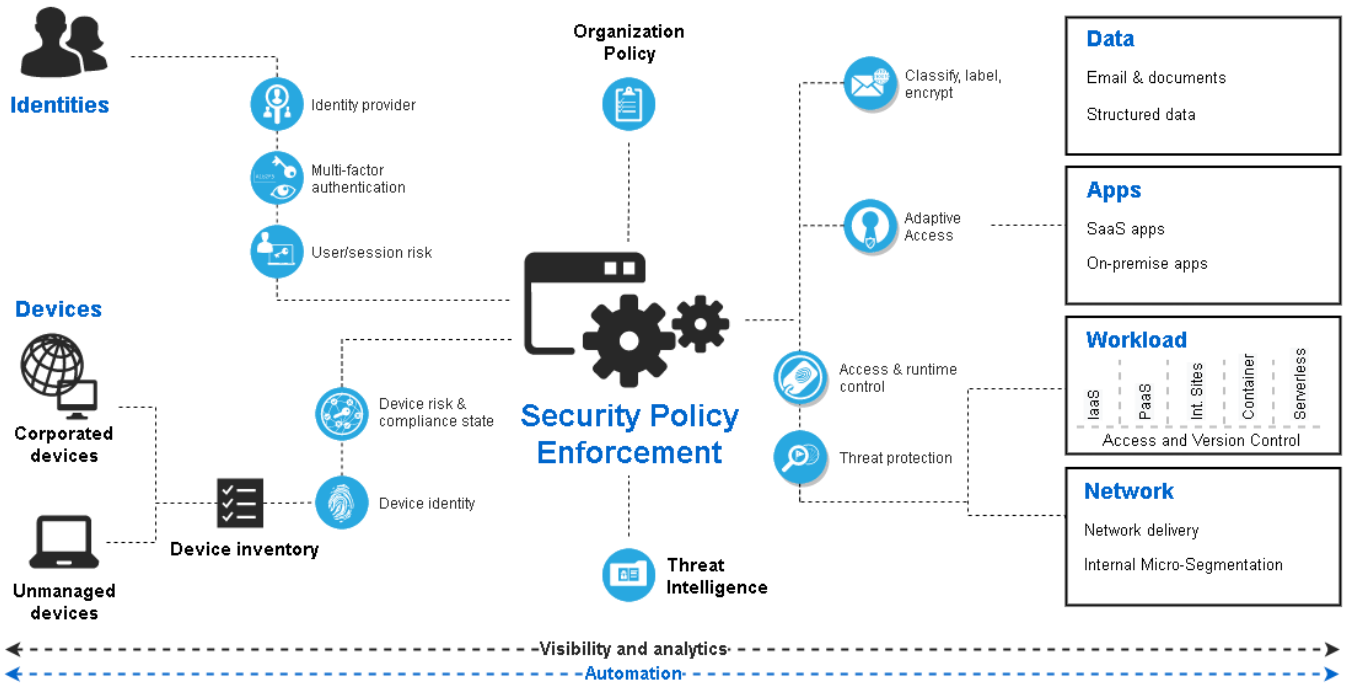 Identities
Identity provider
Multi-factor
authentication
User/session risk
Devices
Corporated
devices
Unmanaged
devices
Device inventory
Device risk &
compliance state
Device identity
Organization
Policy
Security Policy
Enforcement
Threat
Intelligence
Classify, label,
encrypt
Adaptive
Access
Access & runtime
control
Threat protection
Data
Email & documents
Structured data
Apps
SaaS apps
On-premise apps
Workload
IaaS
PaaS
Int. Sites
Container
Serverless
Access and Version Control
Network
Network delivery
Internal Micro-Segmentation
Visibility and analytics
Automation